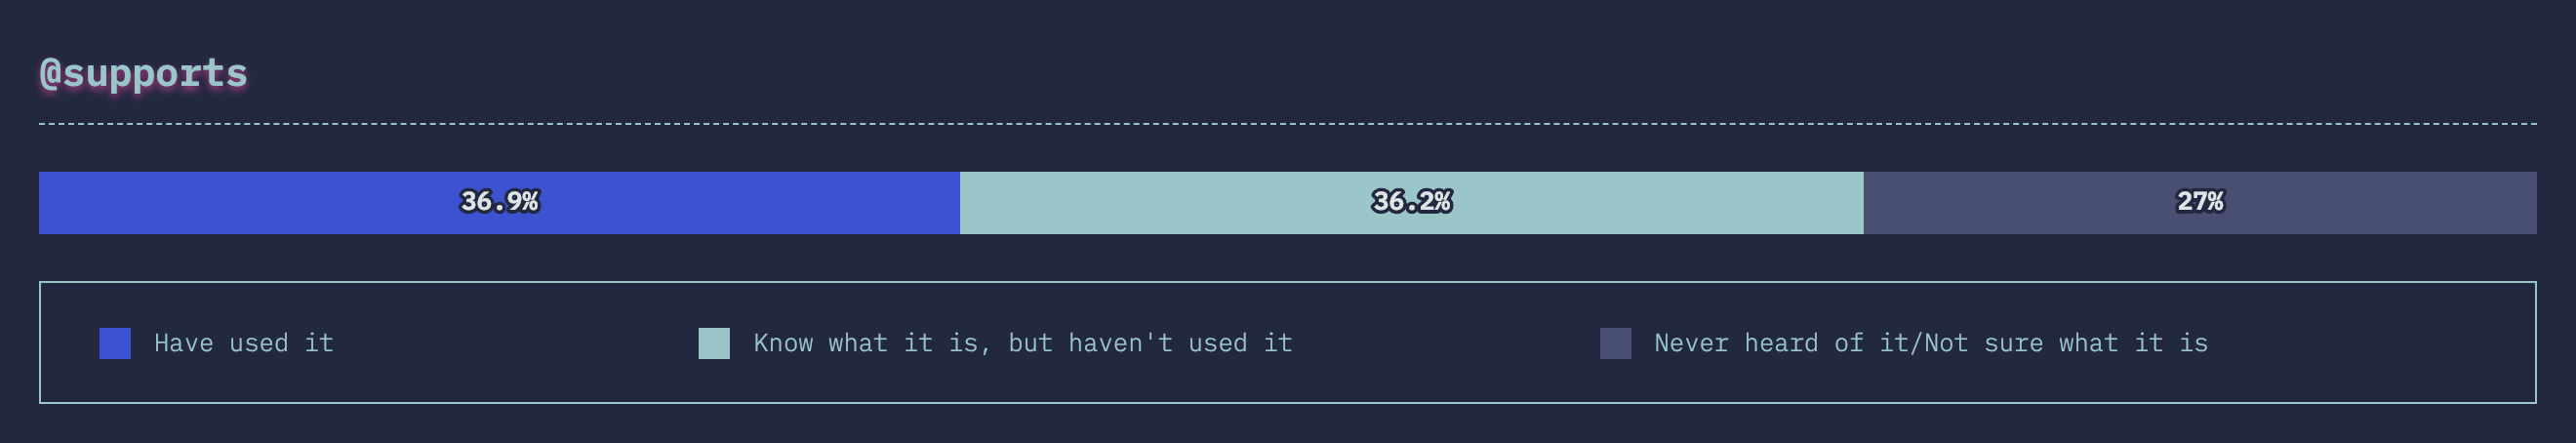 @supports
36.9% 36.2% 27%
Have used it Know what it is, but haven't used it Never heard of it/Not sure what it is